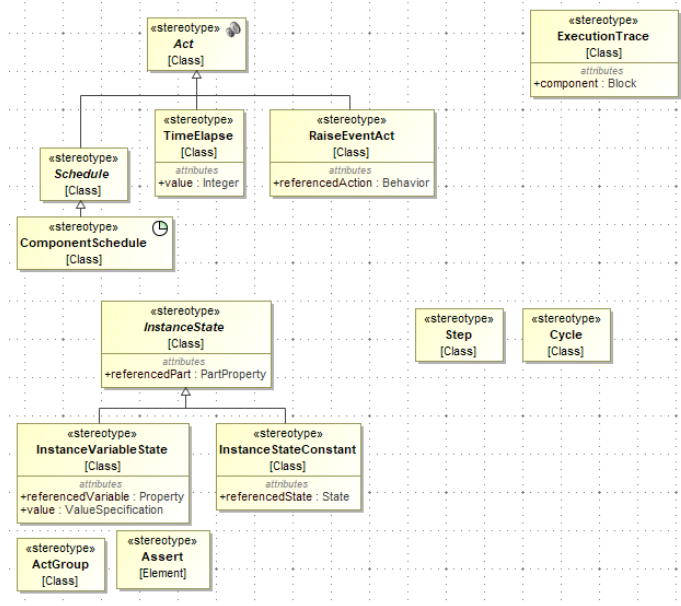 «stereotype»
Act
[Class]
«stereotype»
ExecutionTrace
[Class]
attributes
+component : Block
«stereotype»
TimeElapse
[Class]
attributes
+value : Integer
«stereotype»
RaiseEventAct
[Class]
attributes
+referencedAction : Behavior
«stereotype»
Schedule
[Class]
«stereotype»
ComponentSchedule
[Class]
«stereotype»
InstanceState
[Class]
attributes
+referencedPart : PartProperty
«stereotype»
Step
[Class]
«stereotype»
Cycle
[Class]
«stereotype»
InstanceVariableState
[Class]
attributes
+referencedVariable : Property
+value : ValueSpecification
«stereotype»
InstanceStateConstant
[Class]
attributes
+referencedState : State
«stereotype»
ActGroup
[Class]
«stereotype»
Assert
[Element]